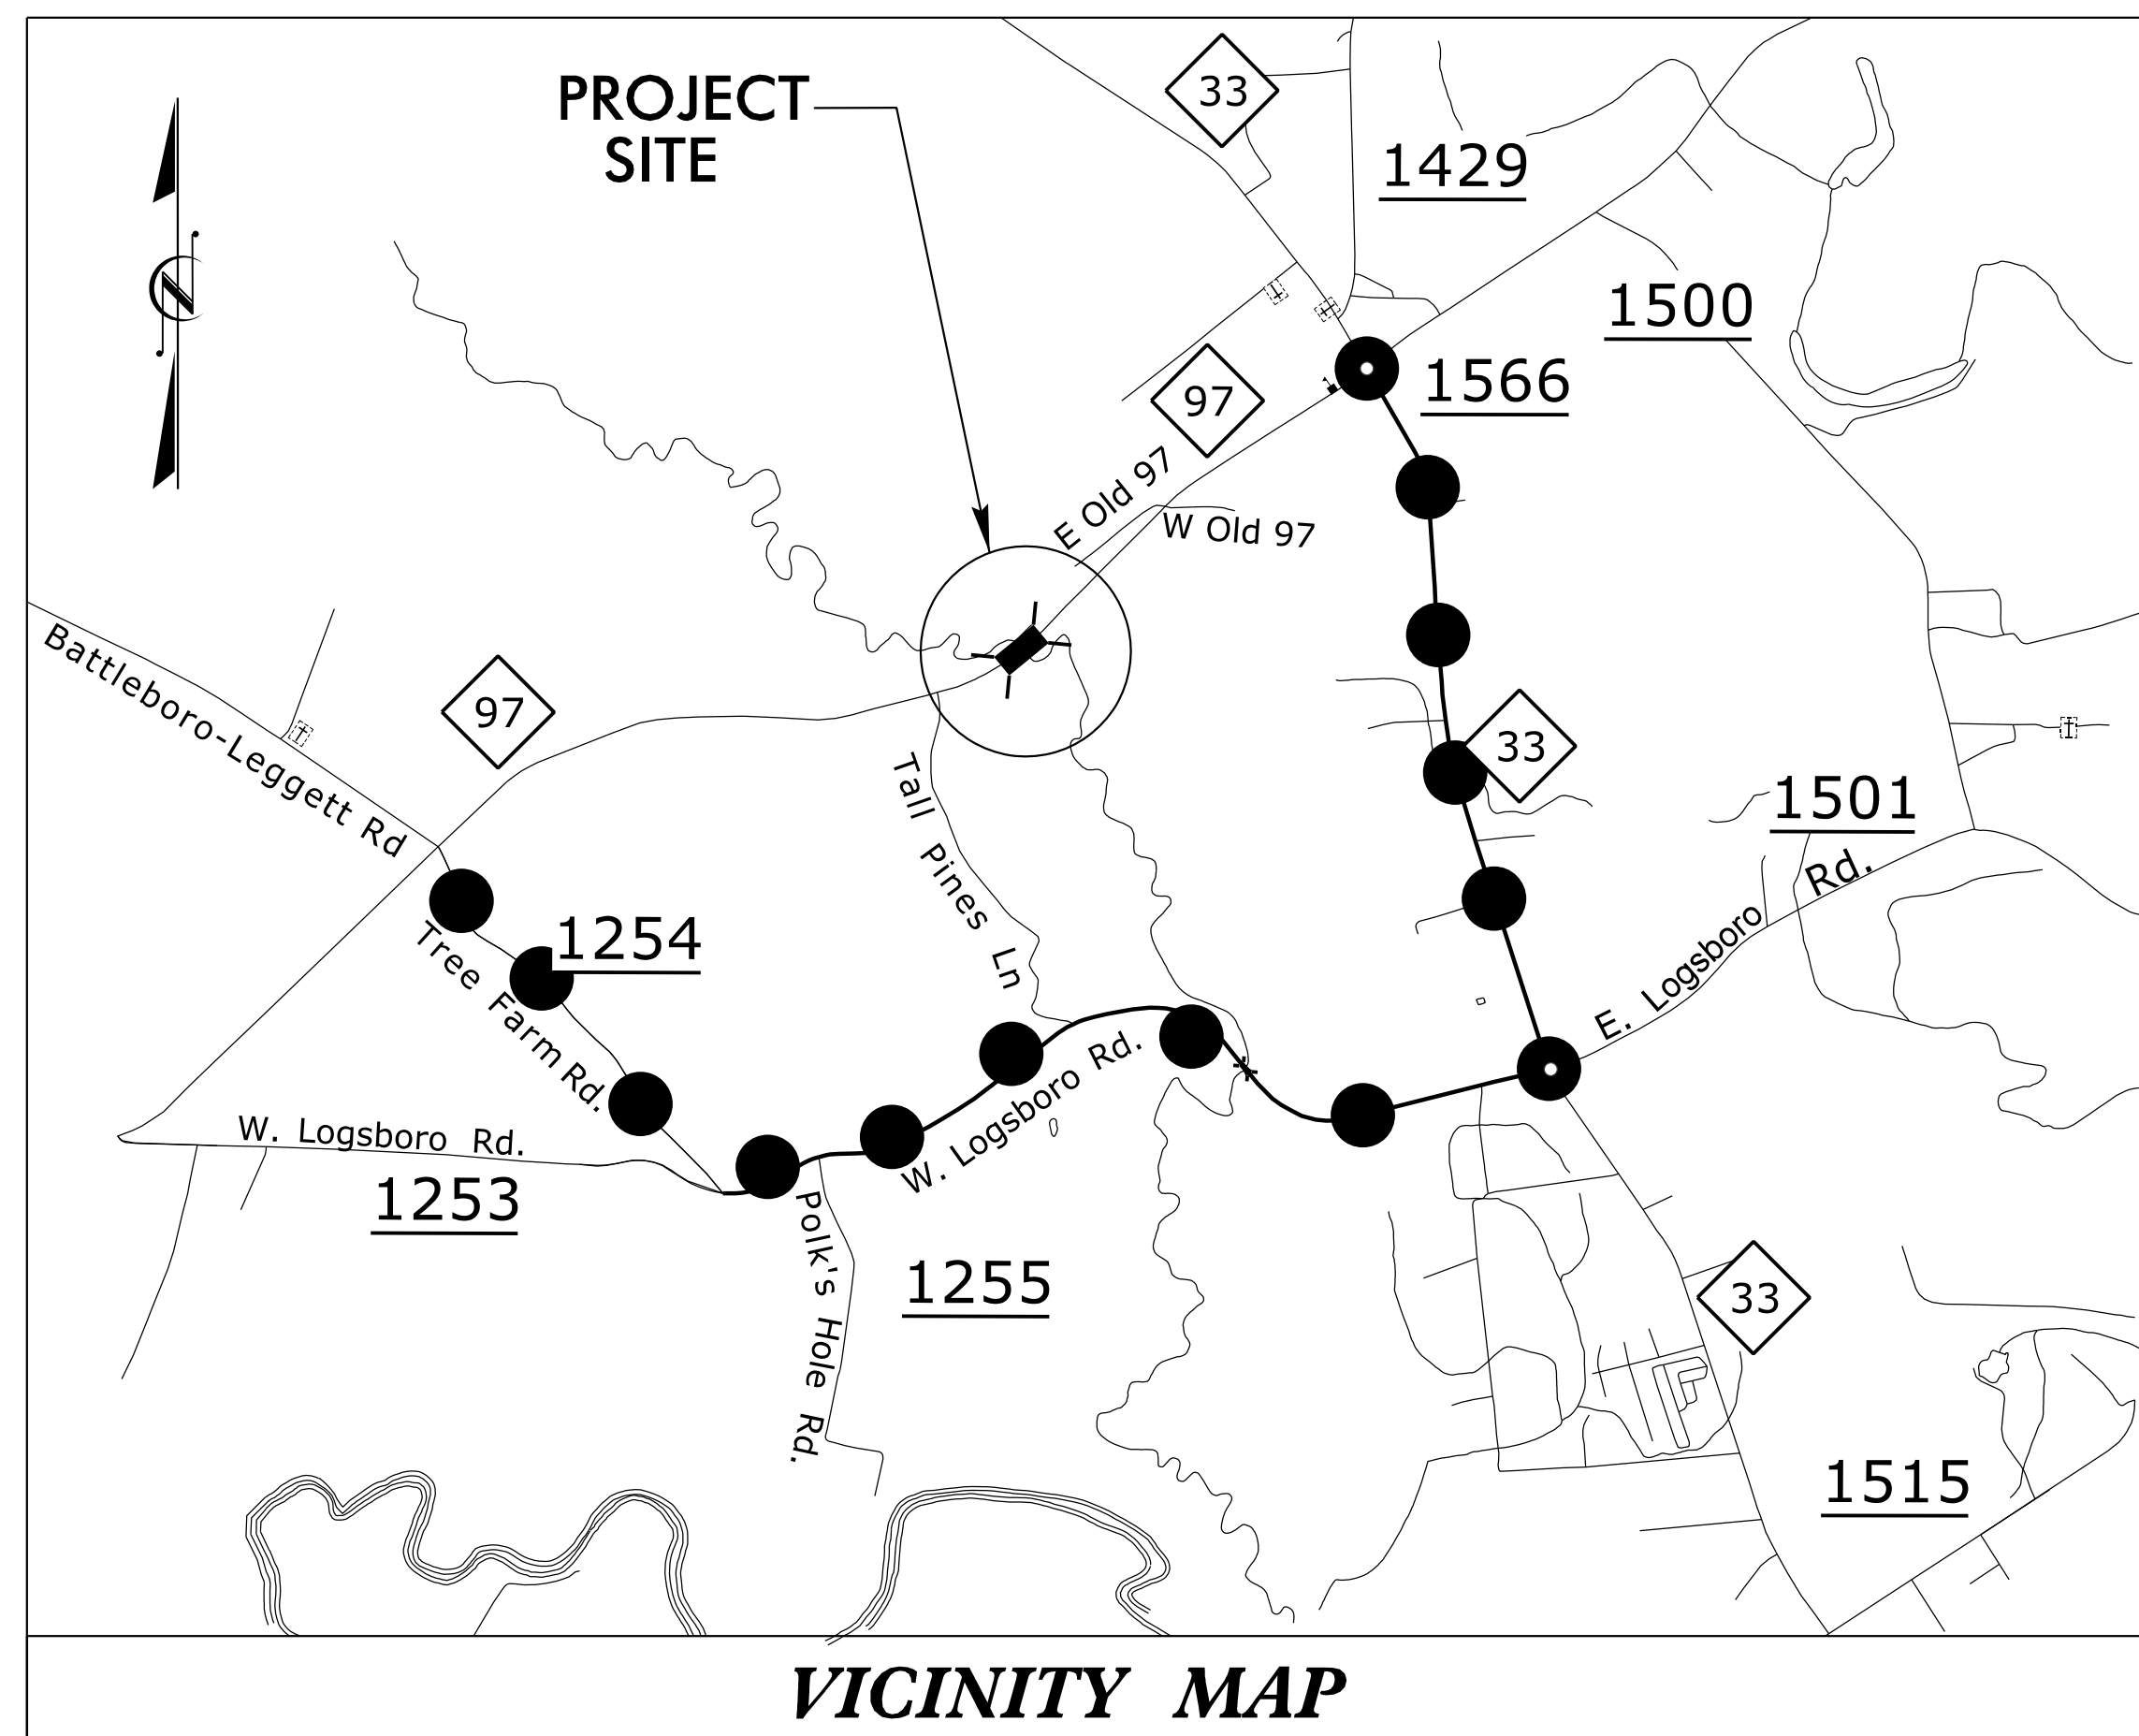 PROJECT
SITE
33
1429
1500
97
1566
E Old 97
W Old 97
N
Battleboro-Leggett Rd
97
33
Tall Pines Ln
1501
E. Logsboro Rd.
1254
Tree Farm Rd.
W. Logsboro Rd.
W. Logsboro Rd.
1253
Polk's Hole Rd.
1255
33
1515
VICINITY MAP